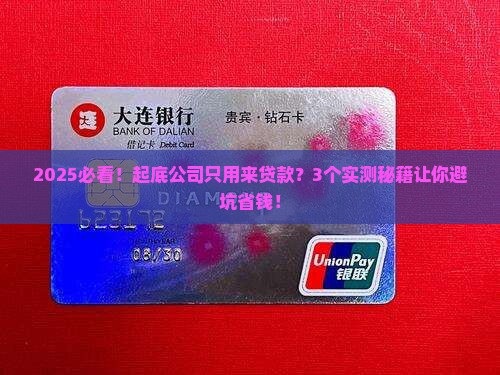 大连银行
BANK OF DALIAN
借记卡 Debit Card
贵宾·钻石卡
2025必看！起底公司只用来贷款？3个实测秘籍让你避
坑省钱！
DIAM
623172
08/30
UnionPay
银联